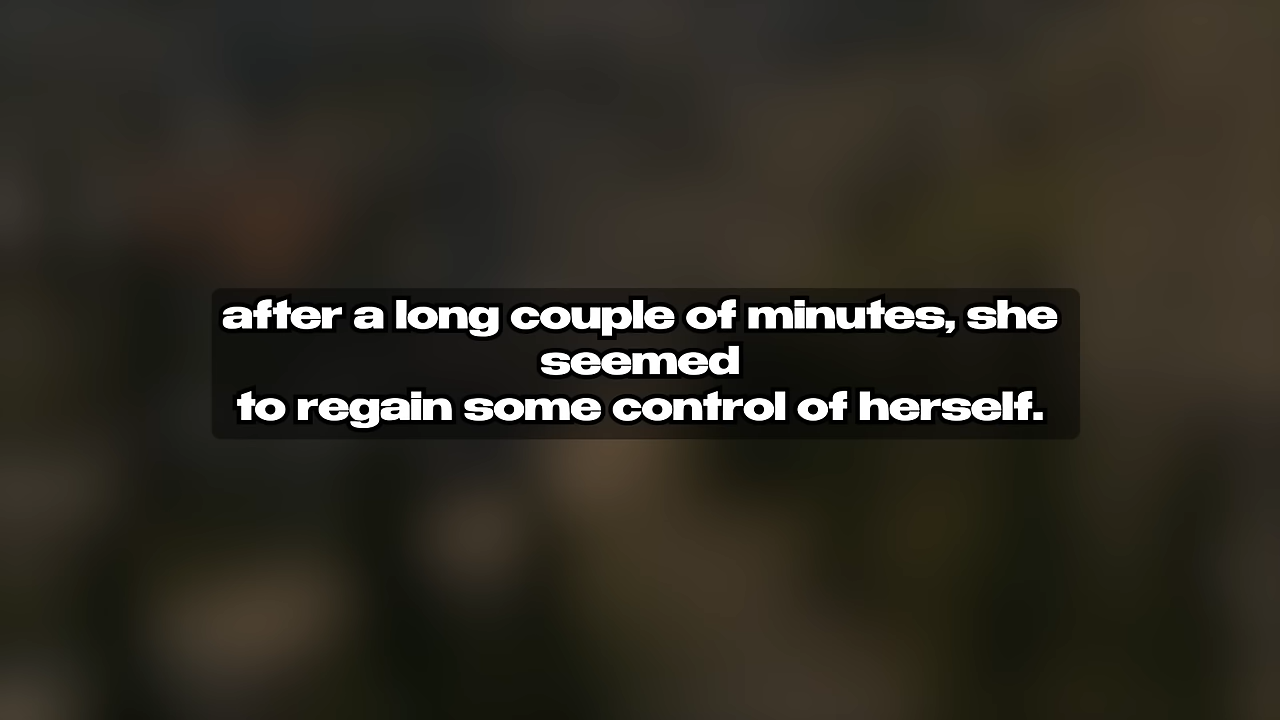 after a long couple of minutes, she
seemed
to regain some control of herself.